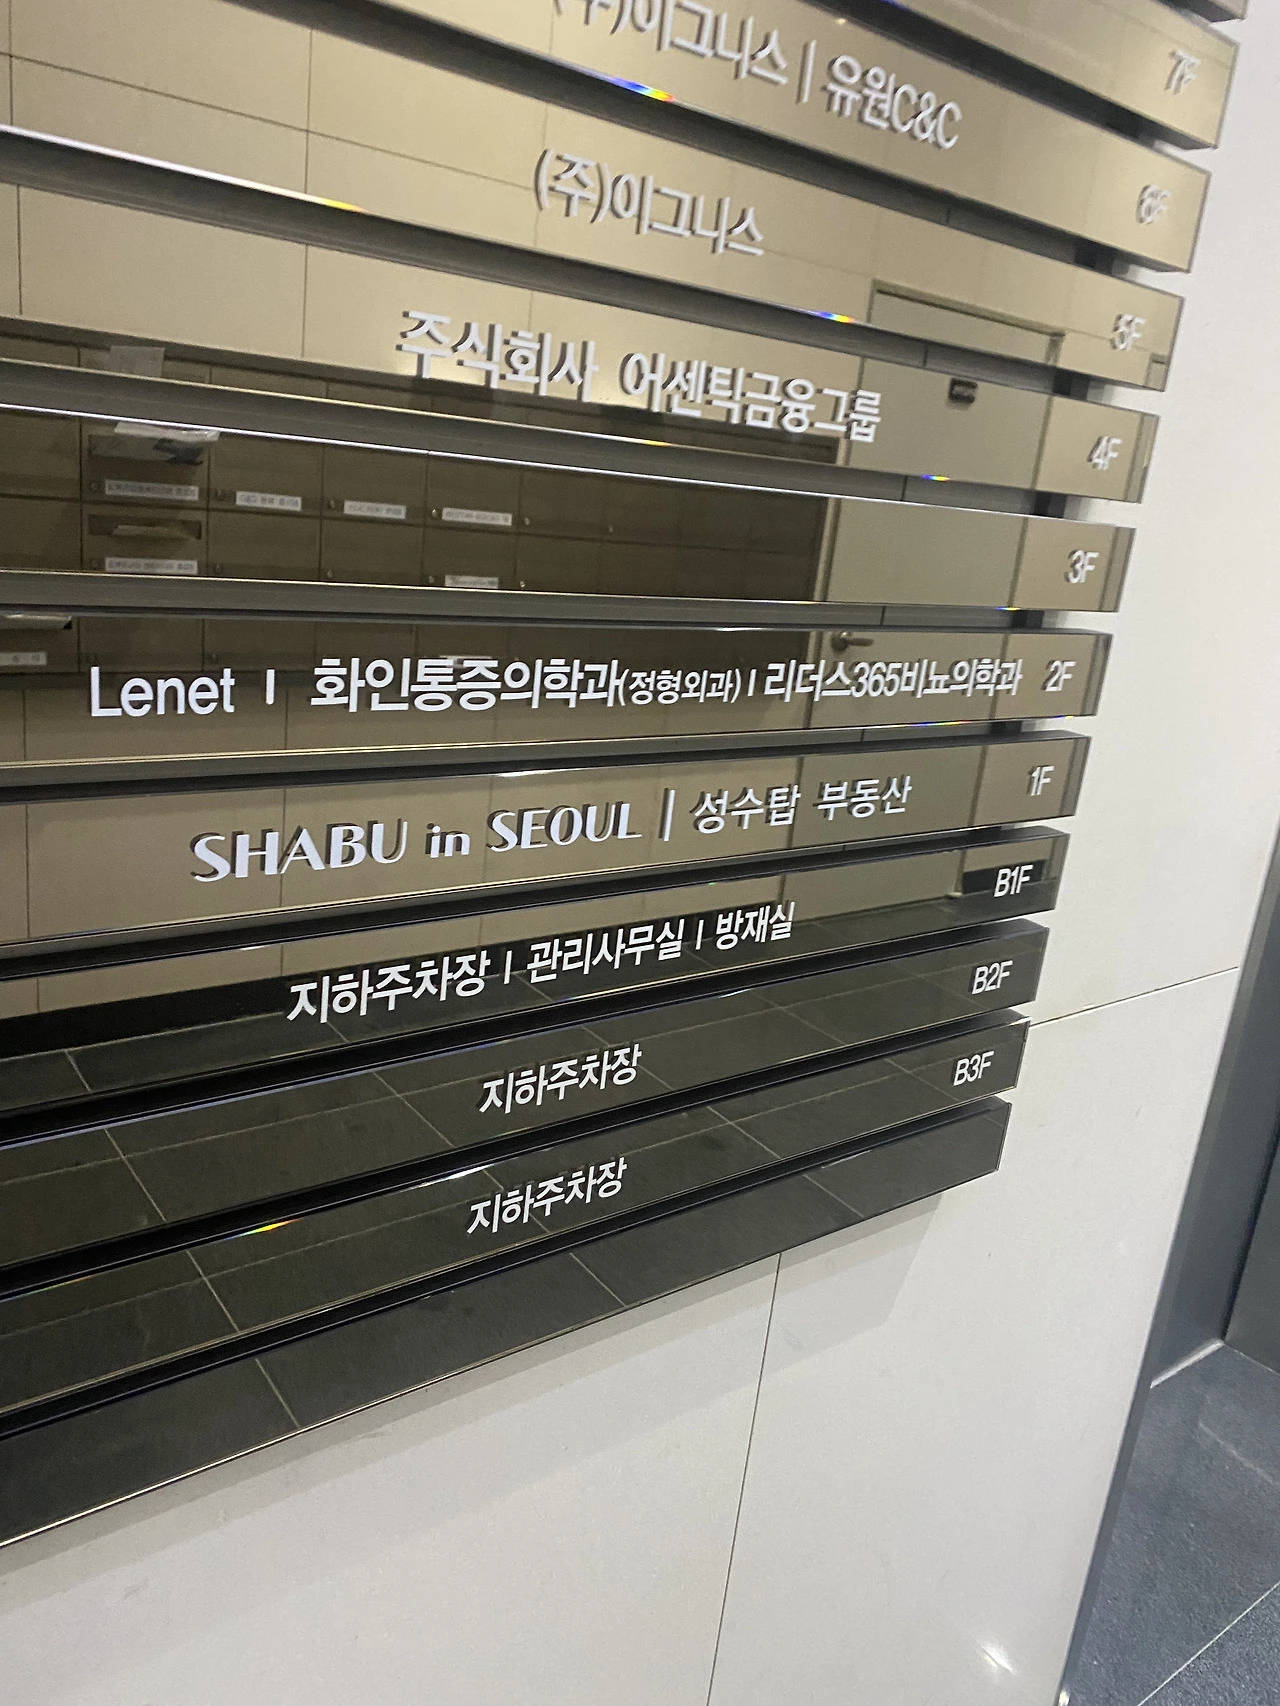 7F
(주)이그니스 | 유원C&C 6F
(주)이그니스 5F
주식회사 어센틱금융그룹 4F
3F
Lenet | 화인통증의학과(정형외과) | 리더스365비뇨의학과 2F
SHABU in SEOUL | 성수탑 부동산 1F
지하주차장 | 관리사무실 | 방재실 B1F
지하주차장 B2F
지하주차장 B3F